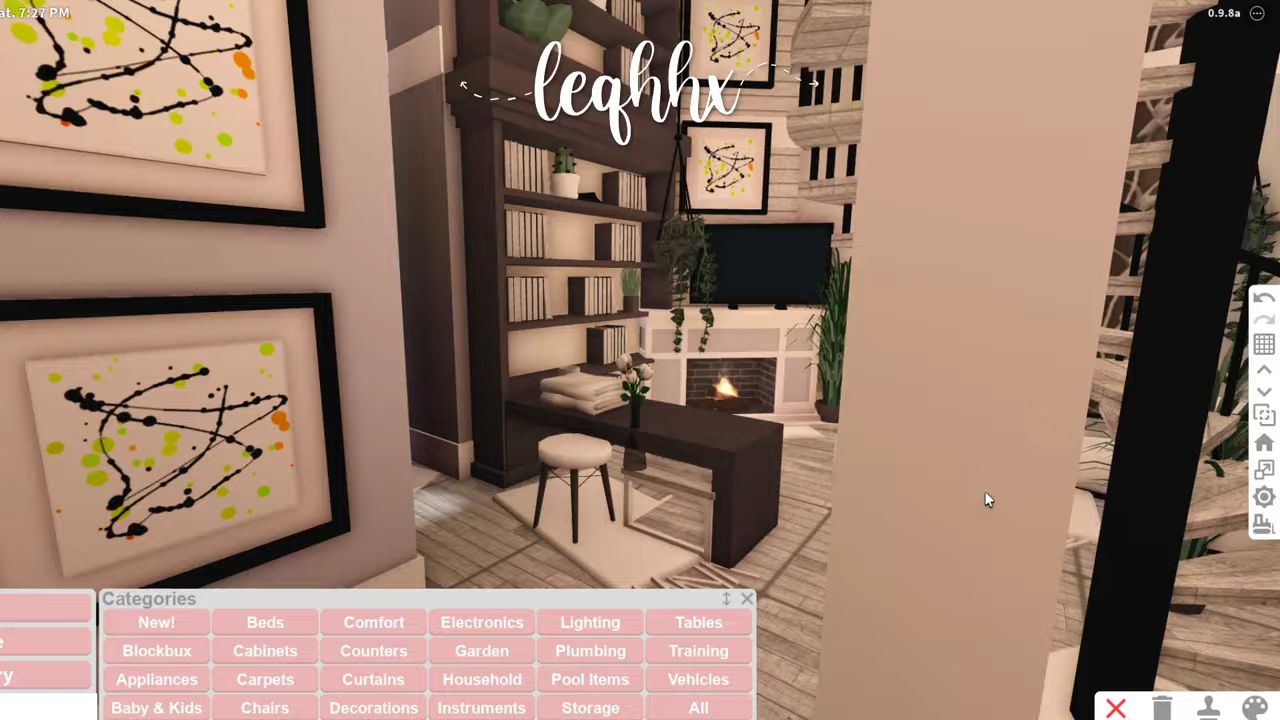 at. 7:27 PM
0.9.8a
leqhhx
Categories
New! Beds Comfort Electronics Lighting Tables
Blockbux Cabinets Counters Garden Plumbing Training
Appliances Carpets Curtains Household Pool Items Vehicles
Baby & Kids Chairs Decorations Instruments Storage All